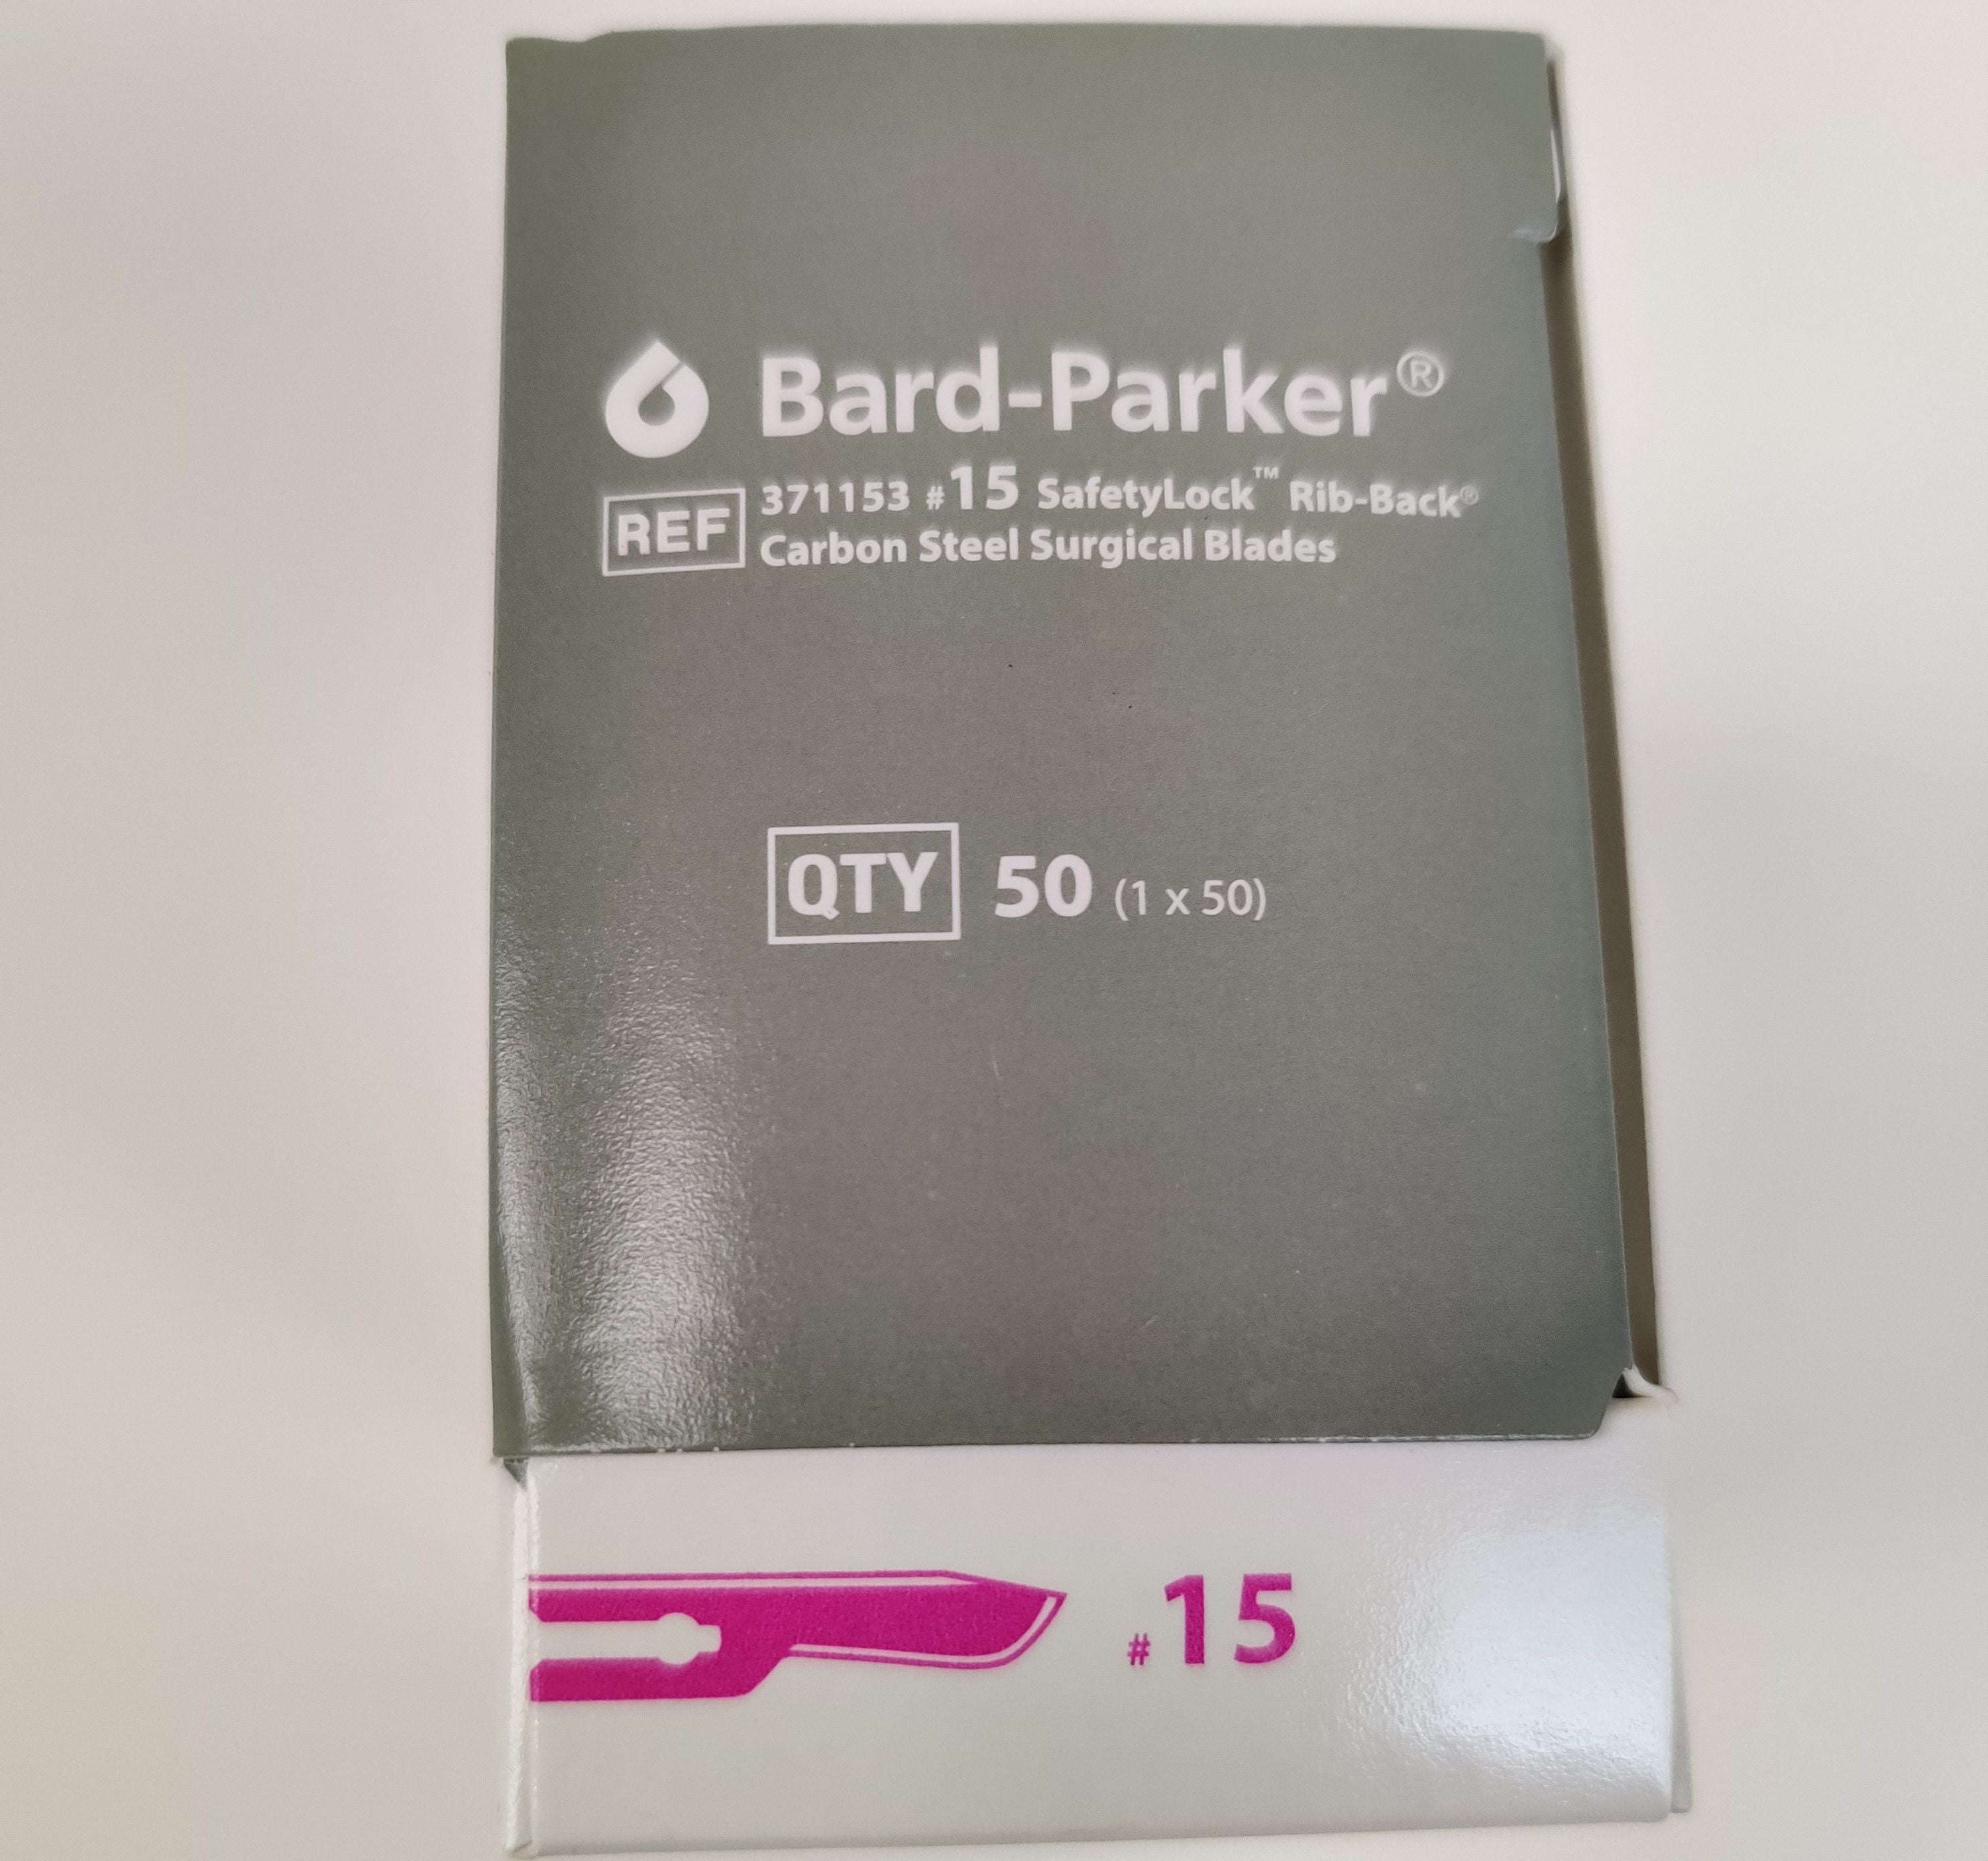 Bard-Parker®
REF 371153 #15 SafetyLock™ Rib-Back®
Carbon Steel Surgical Blades
QTY 50 (1 x 50)
#15